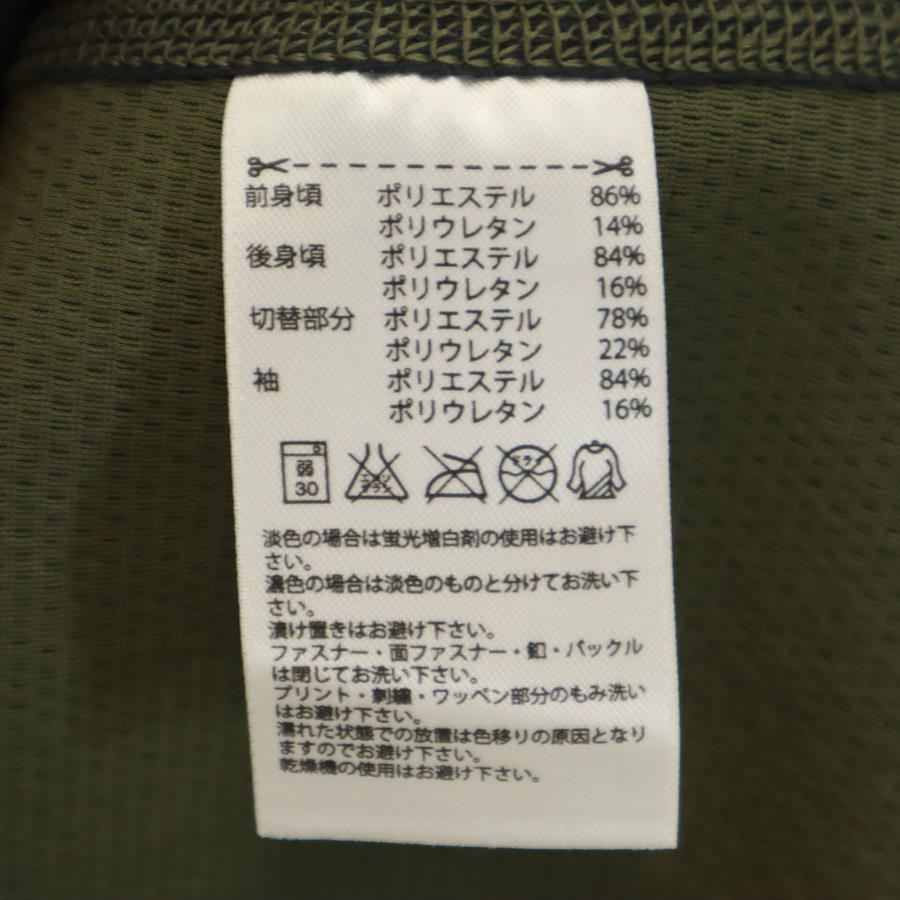 前身頃 ポリエステル 86%
ポリウレタン 14%
後身頃 ポリエステル 84%
ポリウレタン 16%
切替部分 ポリエステル 78%
ポリウレタン 22%
袖 ポリエステル 84%
ポリウレタン 16%
弱
30
エンソ
サラシ
ドライ
淡色の場合は蛍光増白剤の使用はお避け下
さい。
濃色の場合は淡色のものと分けてお洗い下
さい。
漬け置きはお避け下さい。
ファスナー・面ファスナー・釦・バックル
は閉じてお洗い下さい。
プリント・刺繍・ワッペン部分のもみ洗い
はお避け下さい。
濡れた状態での放置は色移りの原因となり
ますのでお避け下さい。
乾燥機の使用はお避け下さい。